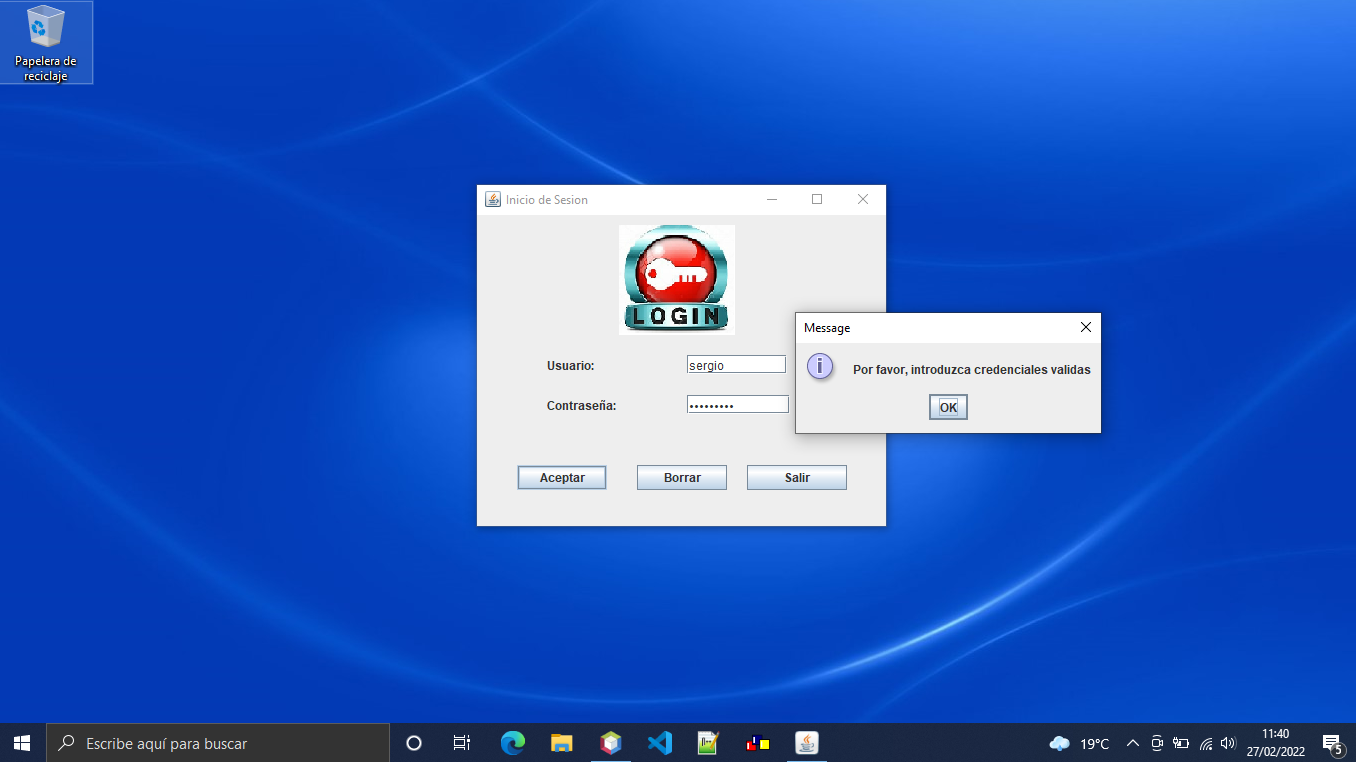 Papelera de
reciclaje
Inicio de Sesion
LOGIN
Usuario:
sergio
Contraseña:
•••••••••
Aceptar
Borrar
Salir
Message
i
Por favor, introduzca credenciales validas
OK
Escribe aquí para buscar
19°C
11:40
27/02/2022
5